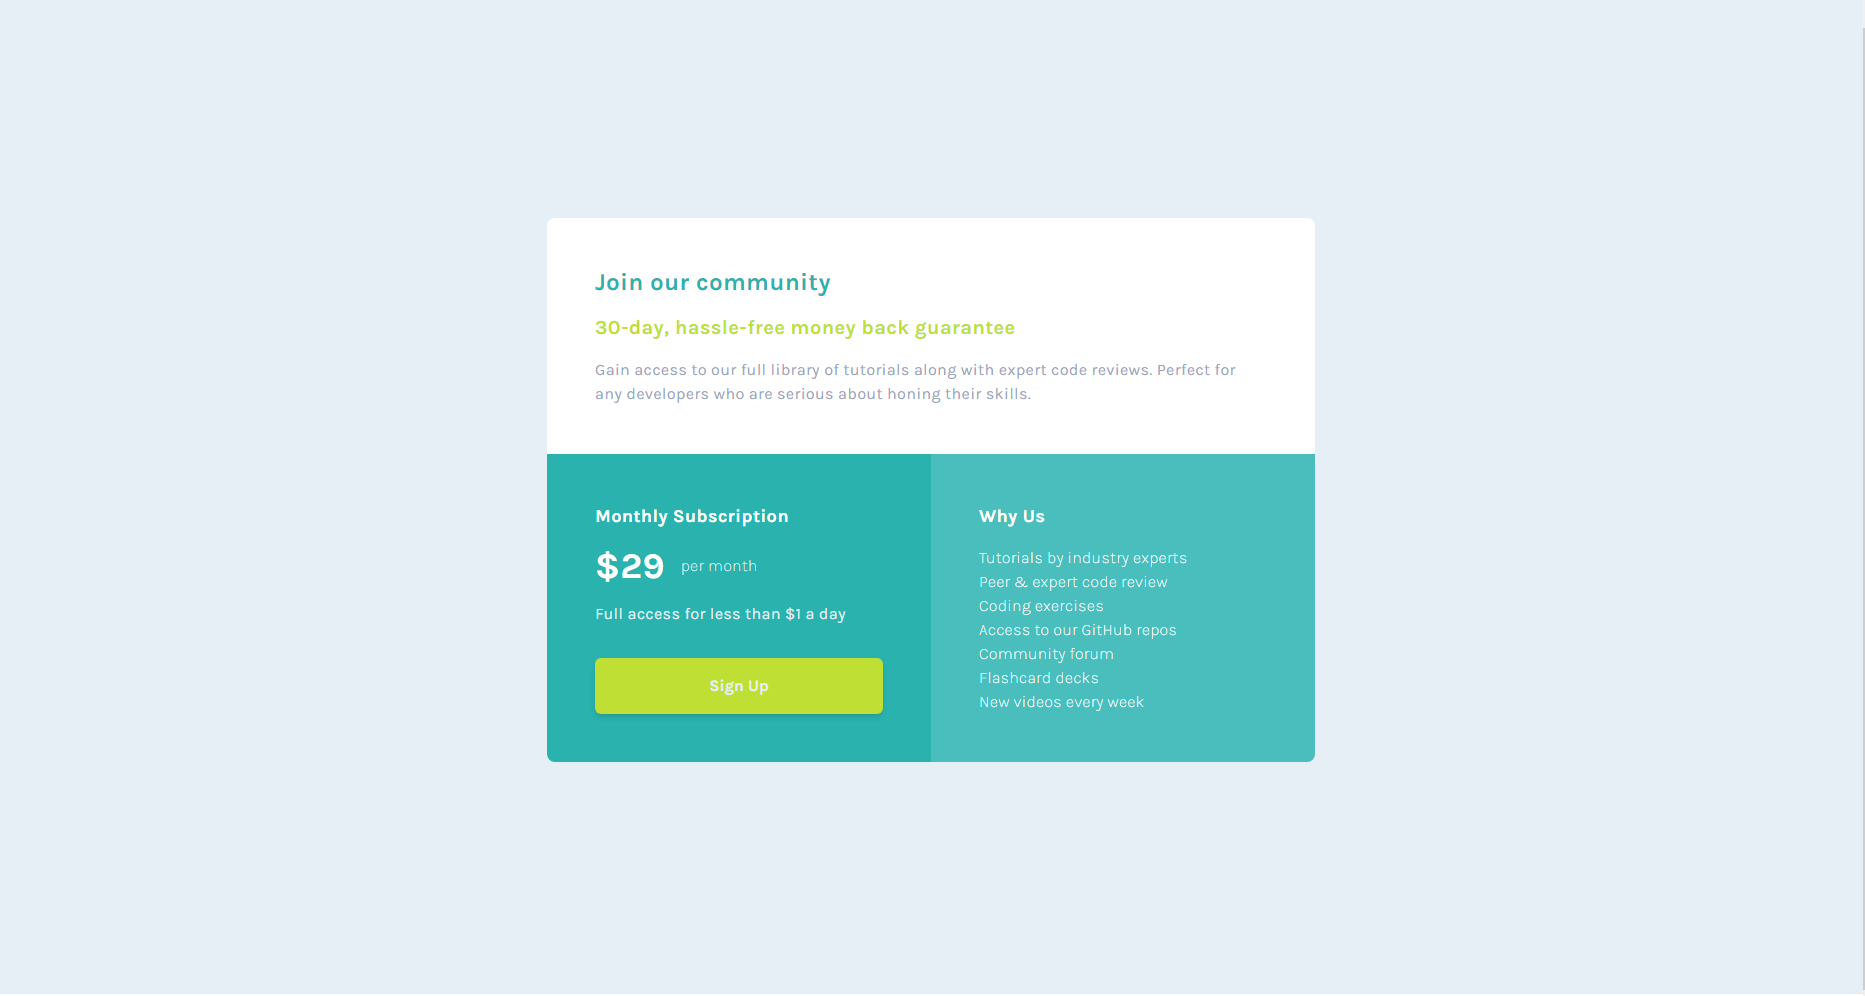 Join our community
30-day, hassle-free money back guarantee
Gain access to our full library of tutorials along with expert code reviews. Perfect for
any developers who are serious about honing their skills.
Monthly Subscription
$29 per month
Full access for less than $1 a day
Sign Up
Why Us
Tutorials by industry experts
Peer & expert code review
Coding exercises
Access to our GitHub repos
Community forum
Flashcard decks
New videos every week